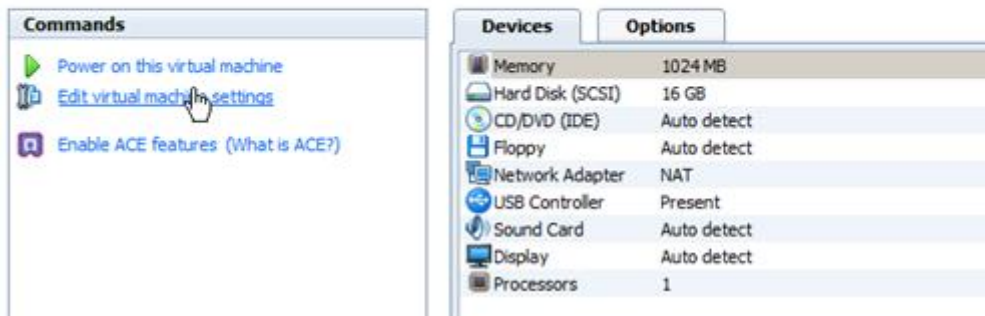 Commands
Power on this virtual machine
Edit virtual machine settings
Enable ACE features (What is ACE?)
Devices Options
Memory 1024 MB
Hard Disk (SCSI) 16 GB
CD/DVD (IDE) Auto detect
Floppy Auto detect
Network Adapter NAT
USB Controller Present
Sound Card Auto detect
Display Auto detect
Processors 1